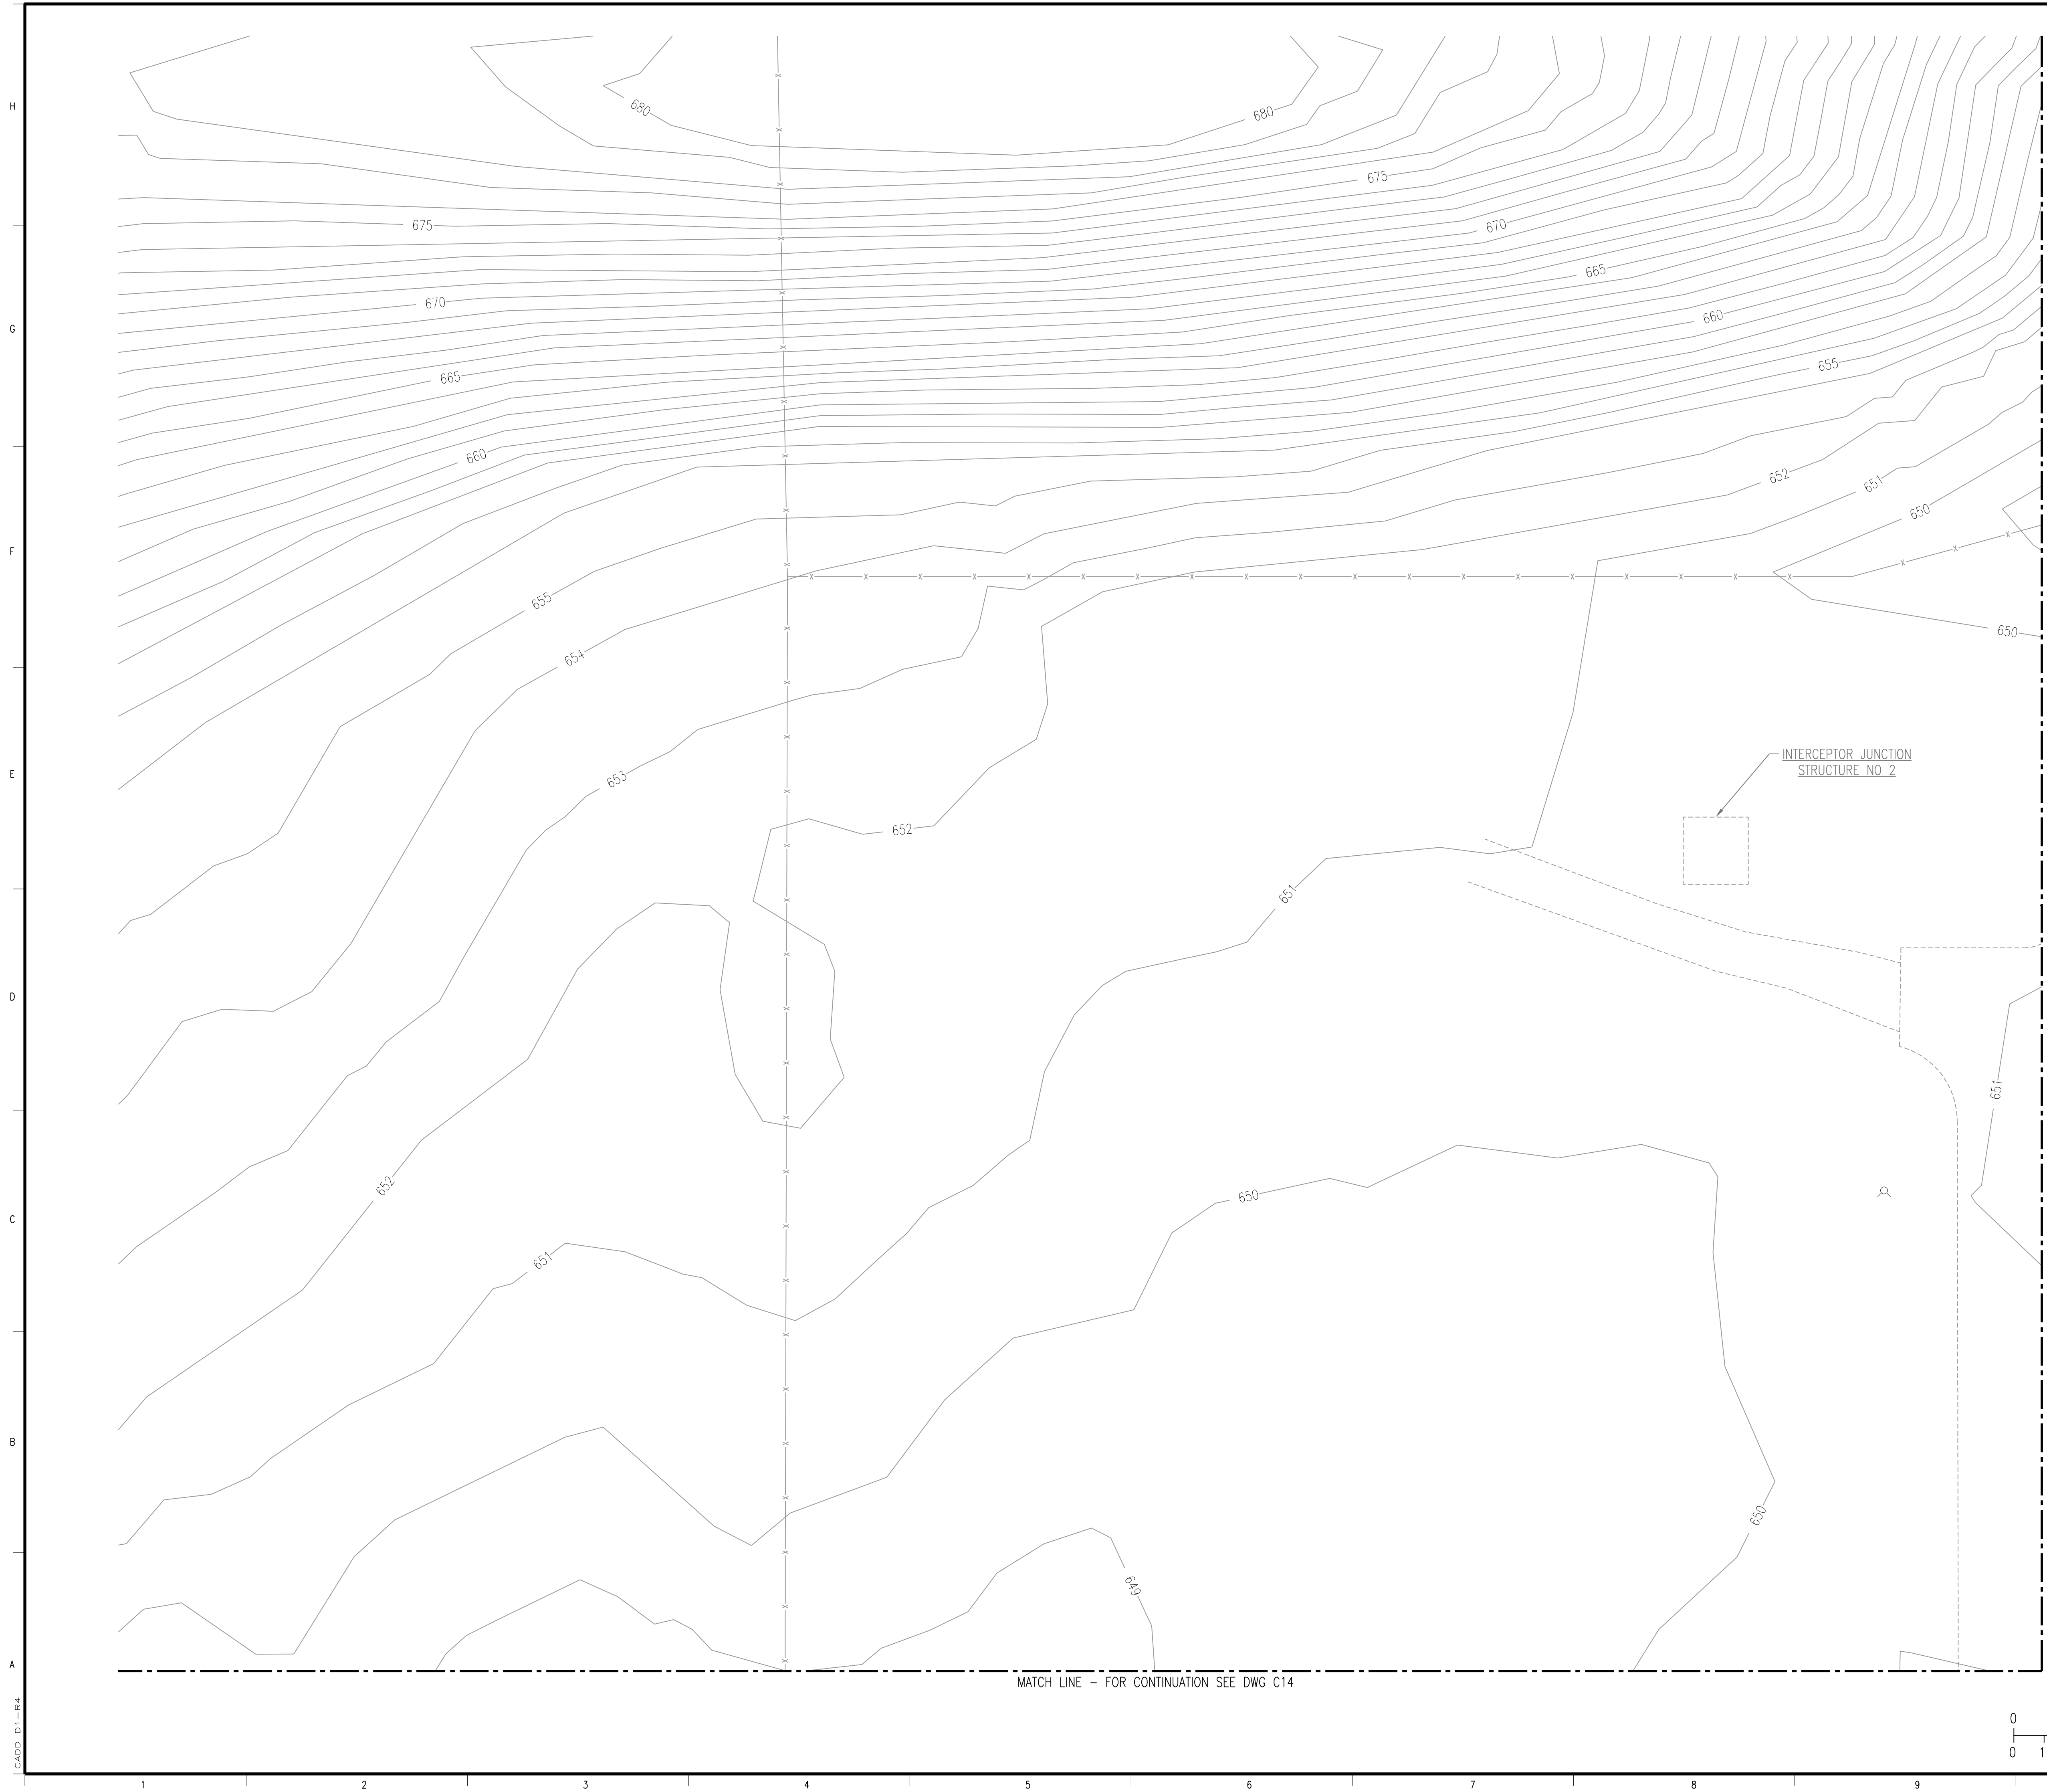 H
680
680
675
675
670
G
665
670
660
665
655
660
652
651
650
F
655
650
654
INTERCEPTOR JUNCTION
STRUCTURE NO 2
E
653
652
651
D
651
652
C
650
651
B
650
649
A
MATCH LINE – FOR CONTINUATION SEE DWG C14
CADD D1–R4
0
0 1
1 2 3 4 5 6 7 8 9
X X X X X X X X X X X X X X X X X X X X X X X X X X X X X X
X X X X X X X X X X X X X X X X X X X X X X